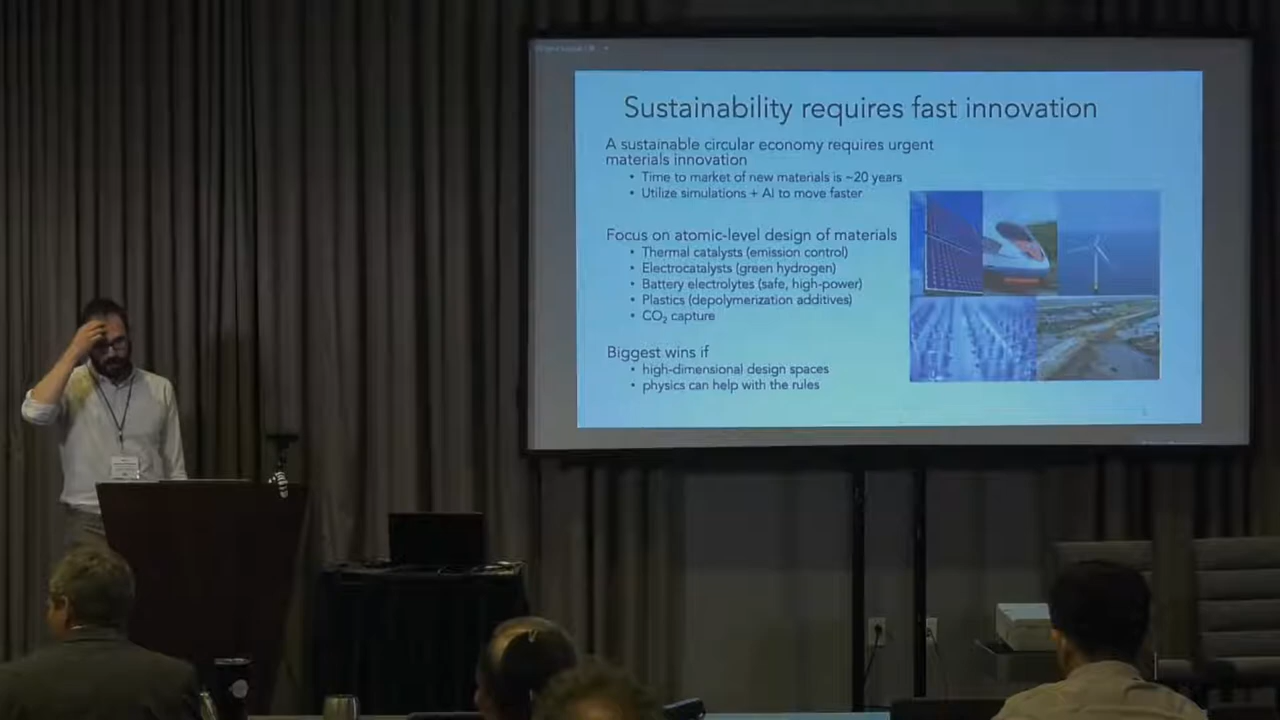 Sustainability requires fast innovation
A sustainable circular economy requires urgent
materials innovation
• Time to market of new materials is ~20 years
• Utilize simulations + AI to move faster
Focus on atomic-level design of materials
• Thermal catalysts (emission control)
• Electrocatalysts (green hydrogen)
• Battery electrolytes (safe, high-power)
• Plastics (depolymerization additives)
• CO₂ capture
Biggest wins if
• high-dimensional design spaces
• physics can help with the rules